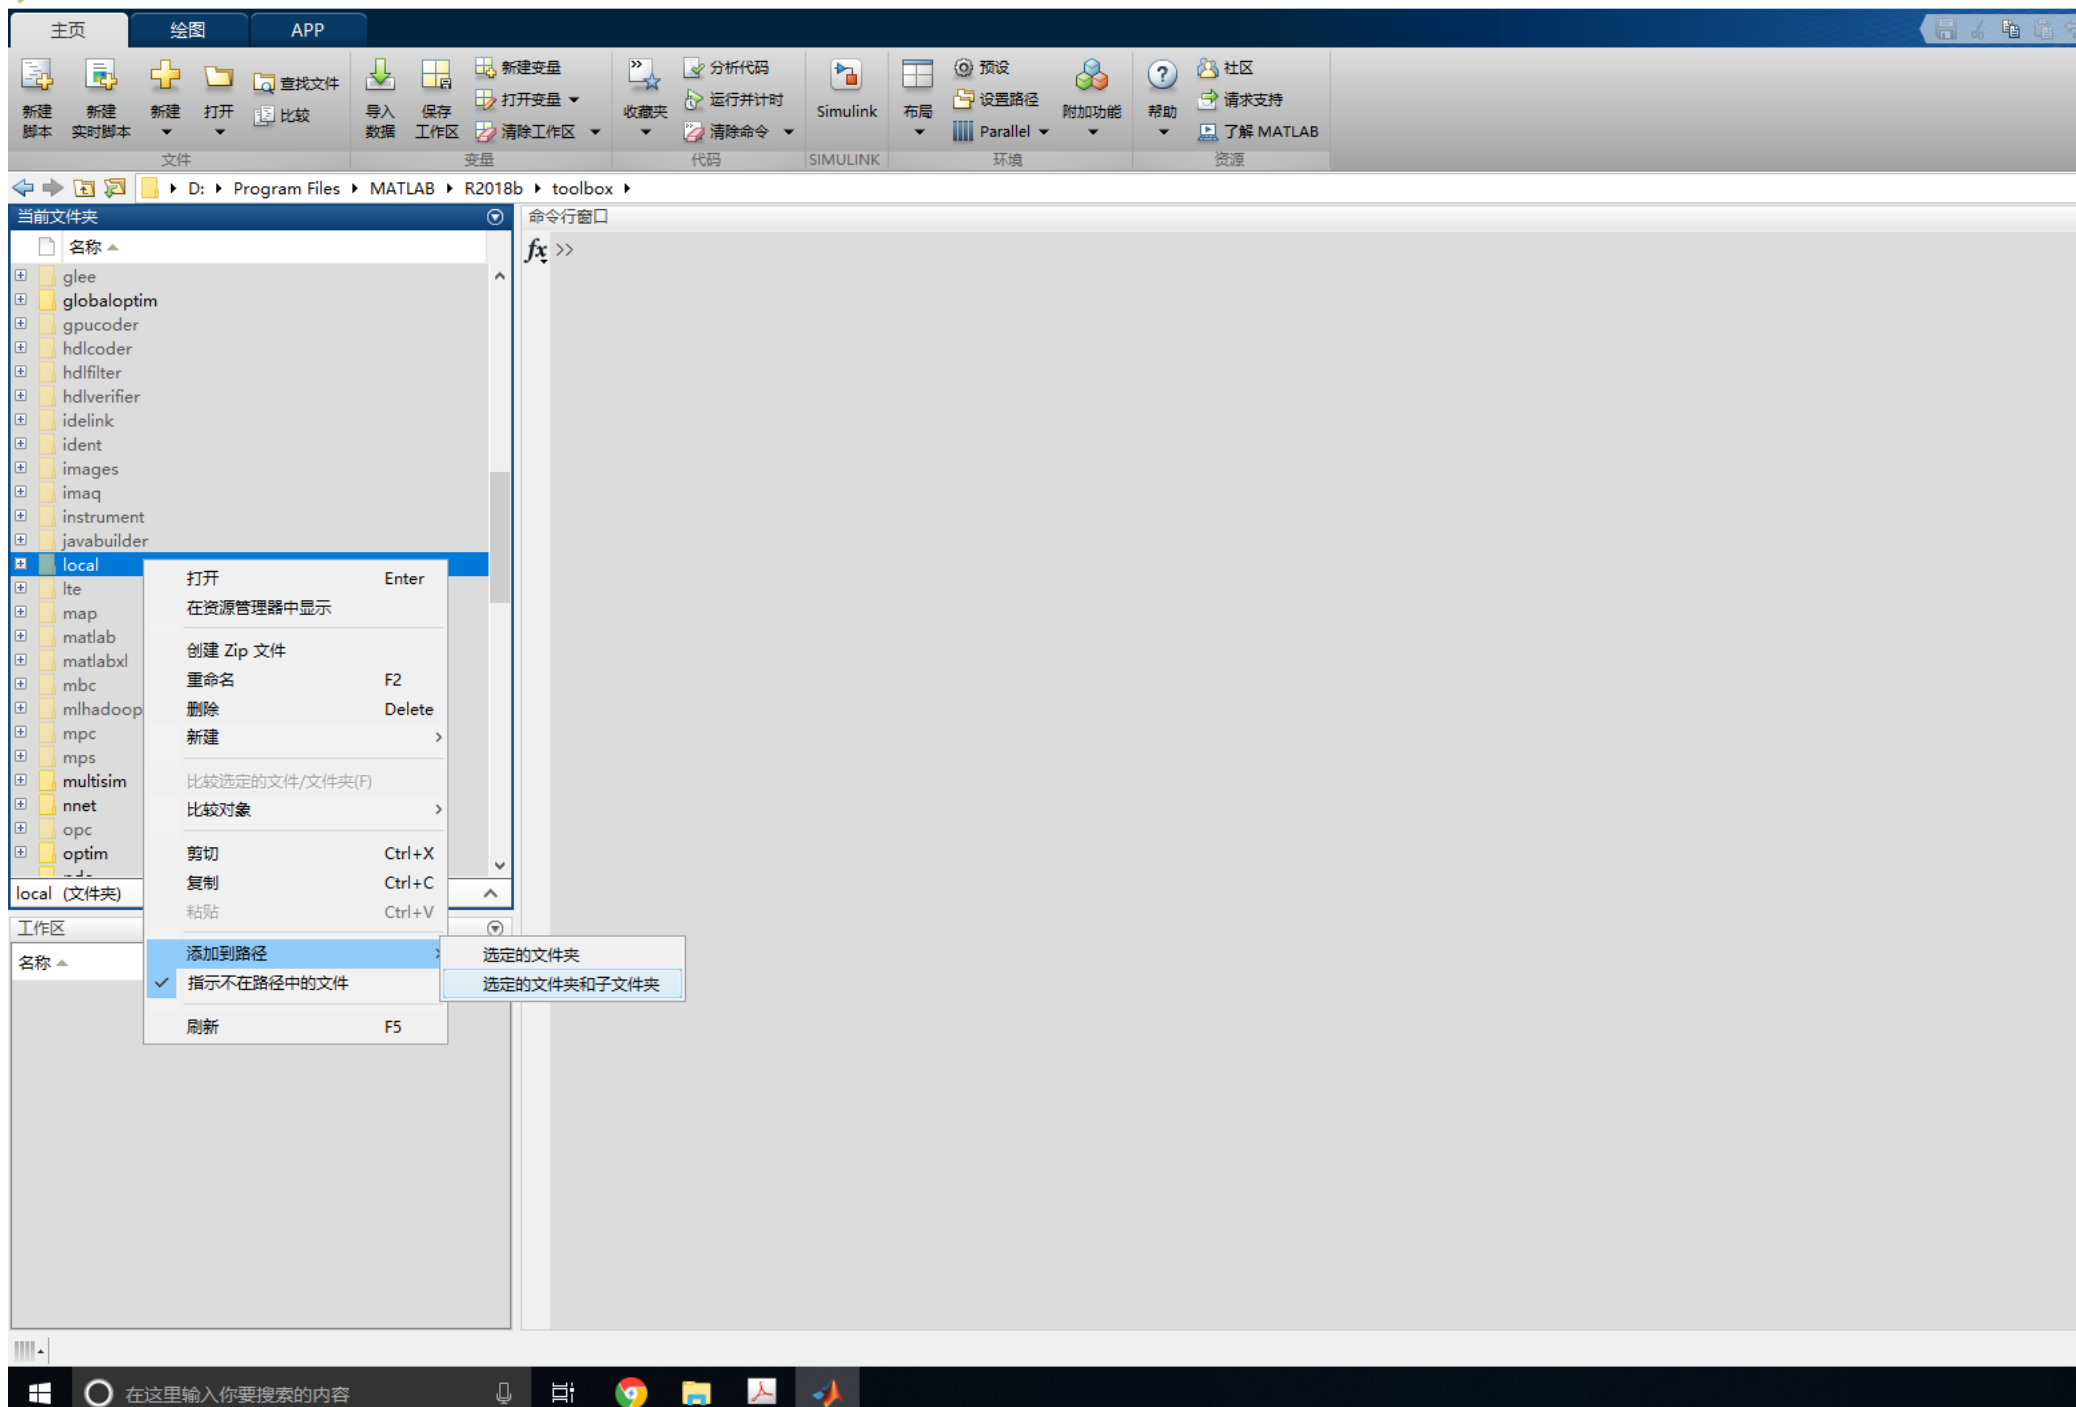 主页 绘图 APP
新建变量 分析代码 预设 社区
查找文件 打开变量 运行并计时 设置路径 请求支持
新建 新建 新建 打开 比较 导入 保存 收藏夹 Simulink 布局 附加功能 帮助
脚本 实时脚本 数据 工作区 清除工作区 清除命令 Parallel 了解 MATLAB
文件 变量 代码 SIMULINK 环境 资源
D: Program Files MATLAB R2018b toolbox
当前文件夹 命令行窗口
名称 fx >>
glee
globaloptim
gpucoder
hdlcoder
hdlfilter
hdlverifier
idelink
ident
images
imaq
instrument
javabuilder
local
lte
map
matlab
matlabxl
mbc
mlhadoop
mpc
mps
multisim
nnet
opc
optim
local (文件夹)
工作区
名称
打开 Enter
在资源管理器中显示
创建 Zip 文件
重命名 F2
删除 Delete
新建
比较选定的文件/文件夹(F)
比较对象
剪切 Ctrl+X
复制 Ctrl+C
粘贴 Ctrl+V
添加到路径
指示不在路径中的文件
刷新 F5
选定的文件夹
选定的文件夹和子文件夹
在这里输入你要搜索的内容